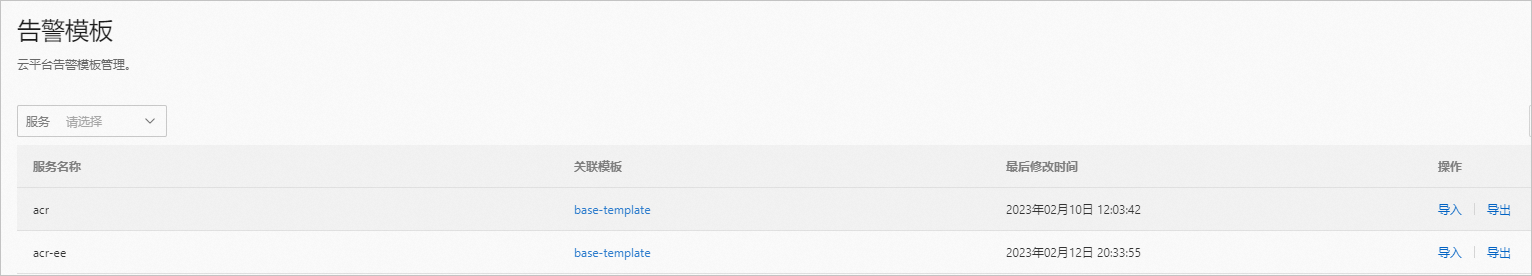 告警模板
云平台告警模板管理。
服务 请选择
服务名称 关联模板 最后修改时间 操作
acr base-template 2023年02月10日 12:03:42 导入 导出
acr-ee base-template 2023年02月12日 20:33:55 导入 导出